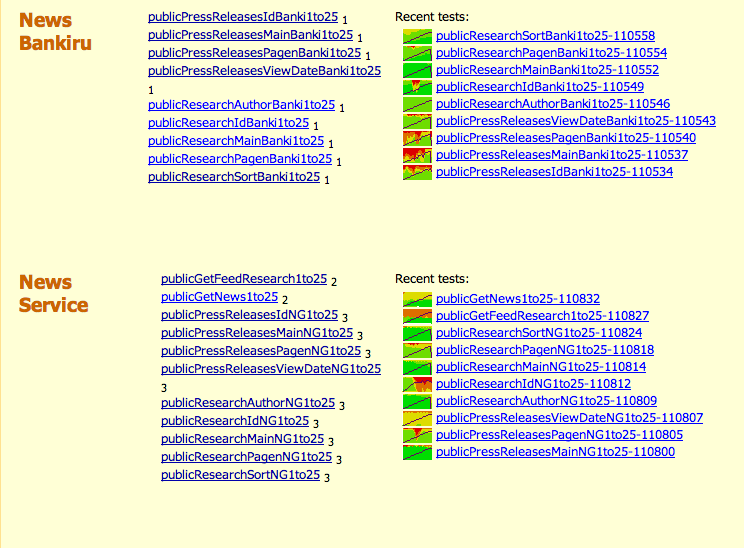 News
Bankiru
publicPressReleasesIdBanki1to25 1
publicPressReleasesMainBanki1to25 1
publicPressReleasesPagenBanki1to25 1
publicPressReleasesViewDateBanki1to25
1
publicResearchAuthorBanki1to25 1
publicResearchIdBanki1to25 1
publicResearchMainBanki1to25 1
publicResearchPagenBanki1to25 1
publicResearchSortBanki1to25 1
Recent tests:
publicResearchSortBanki1to25-110558
publicResearchPagenBanki1to25-110554
publicResearchMainBanki1to25-110552
publicResearchIdBanki1to25-110549
publicResearchAuthorBanki1to25-110546
publicPressReleasesViewDateBanki1to25-110543
publicPressReleasesPagenBanki1to25-110540
publicPressReleasesMainBanki1to25-110537
publicPressReleasesIdBanki1to25-110534
News
Service
publicGetFeedResearch1to25 2
publicGetNews1to25 2
publicPressReleasesIdNG1to25 3
publicPressReleasesMainNG1to25 3
publicPressReleasesPagenNG1to25 3
publicPressReleasesViewDateNG1to25
3
publicResearchAuthorNG1to25 3
publicResearchIdNG1to25 3
publicResearchMainNG1to25 3
publicResearchPagenNG1to25 3
publicResearchSortNG1to25 3
Recent tests:
publicGetNews1to25-110832
publicGetFeedResearch1to25-110827
publicResearchSortNG1to25-110824
publicResearchPagenNG1to25-110818
publicResearchMainNG1to25-110814
publicResearchIdNG1to25-110812
publicResearchAuthorNG1to25-110809
publicPressReleasesViewDateNG1to25-110807
publicPressReleasesPagenNG1to25-110805
publicPressReleasesMainNG1to25-110800